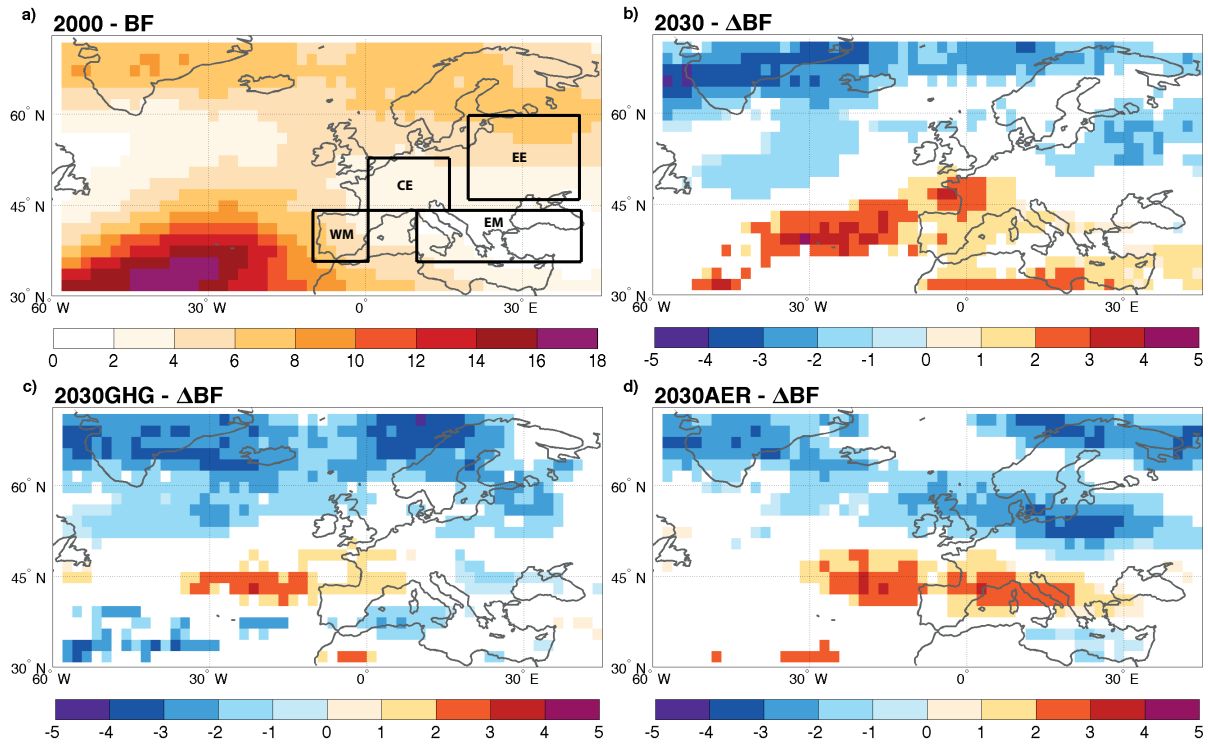 a) 2000 - BF
60° N
45° N
30° N
60° W
30° W
0°
30° E
EE
CE
EM
WM
0 2 4 6 8 10 12 14 16 18
b) 2030 - ΔBF
60° N
45° N
30° N
60° W
30° W
0°
30° E
-5 -4 -3 -2 -1 0 1 2 3 4 5
c) 2030GHG - ΔBF
60° N
45° N
30° N
60° W
30° W
0°
30° E
-5 -4 -3 -2 -1 0 1 2 3 4 5
d) 2030AER - ΔBF
60° N
45° N
30° N
60° W
30° W
0°
30° E
-5 -4 -3 -2 -1 0 1 2 3 4 5